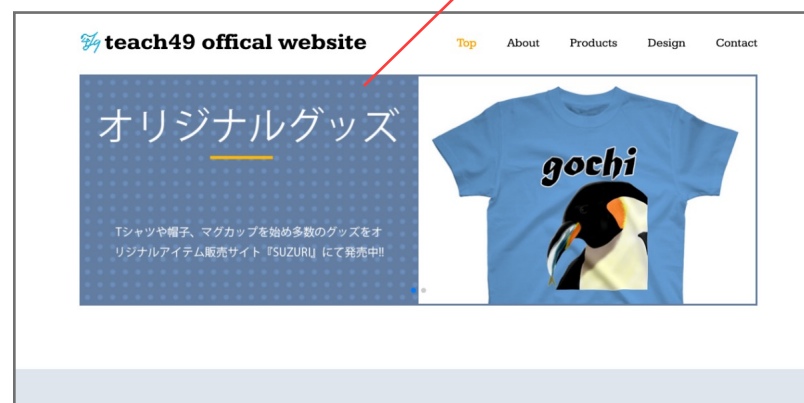 teach49 offical website
Top About Products Design Contact
オリジナルグッズ
gochi
Tシャツや帽子、マグカップを始め多数のグッズをオ
リジナルアイテム販売サイト『SUZURI』にて発売中!!